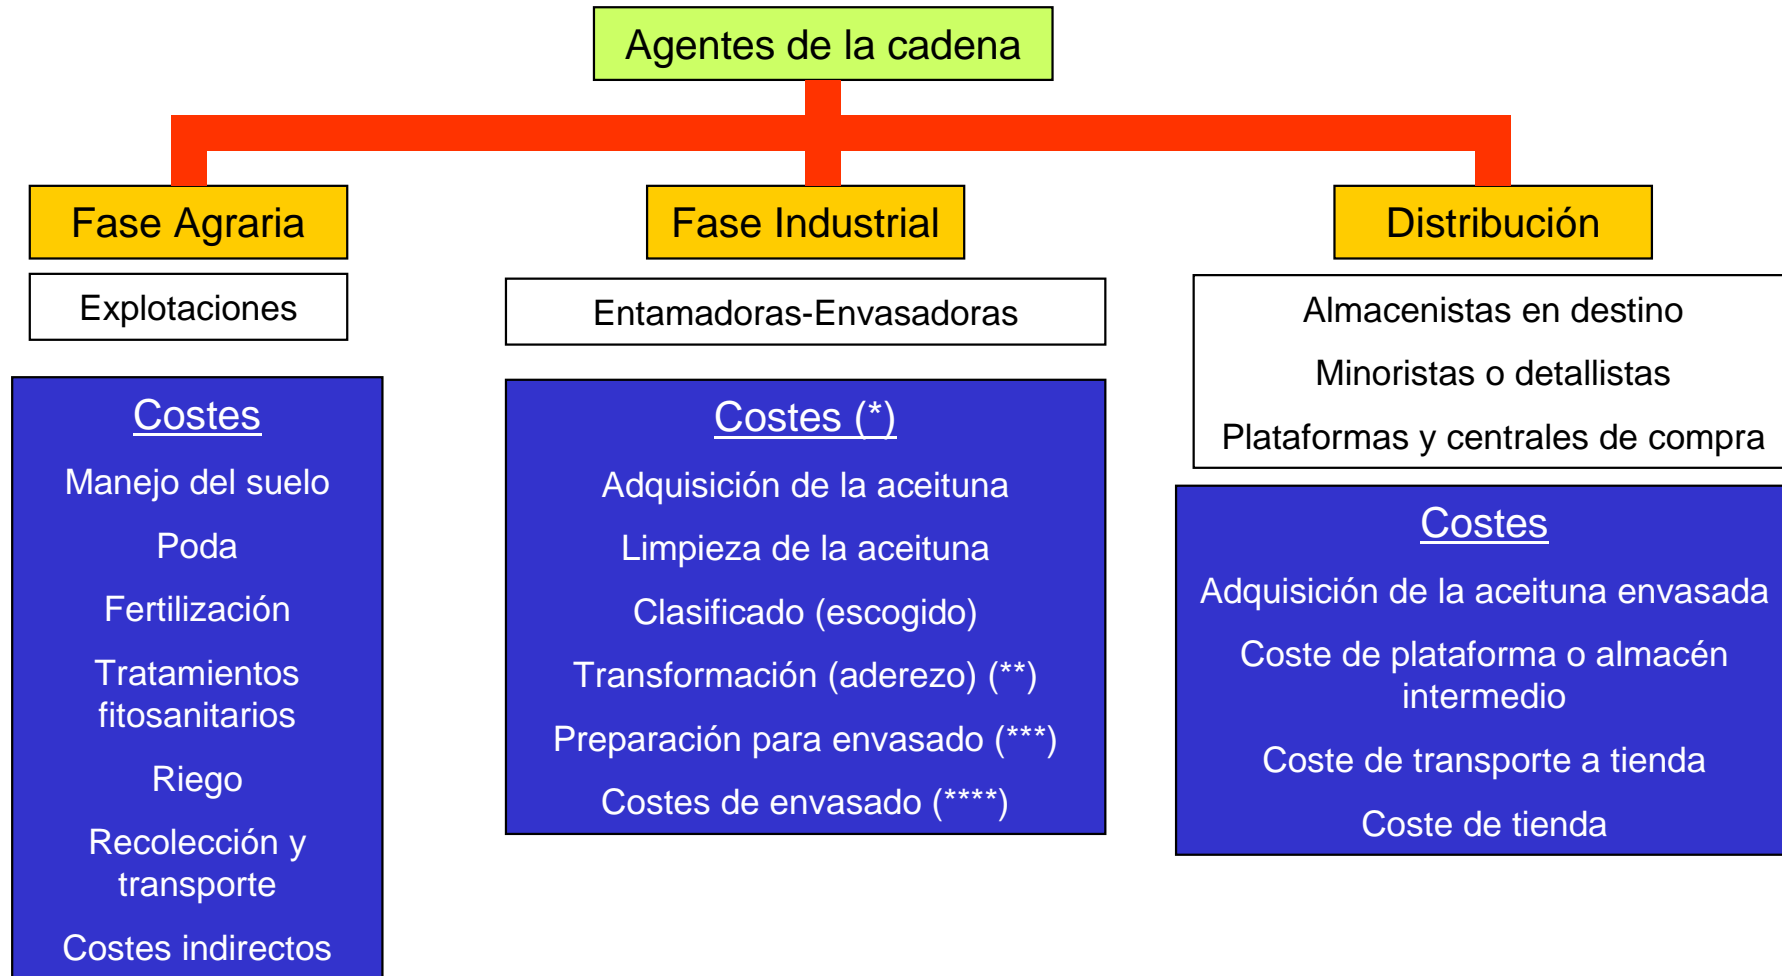 Agentes de la cadena
Fase Agraria
Explotaciones
Costes
Manejo del suelo
Poda
Fertilización
Tratamientos
fitosanitarios
Riego
Recolección y
transporte
Costes indirectos
Fase Industrial
Entamadoras-Envasadoras
Costes (*)
Adquisición de la aceituna
Limpieza de la aceituna
Clasificado (escogido)
Transformación (aderezo) (**)
Preparación para envasado (***)
Costes de envasado (****)
Distribución
Almacenistas en destino
Minoristas o detallistas
Plataformas y centrales de compra
Costes
Adquisición de la aceituna envasada
Coste de plataforma o almacén
intermedio
Coste de transporte a tienda
Coste de tienda